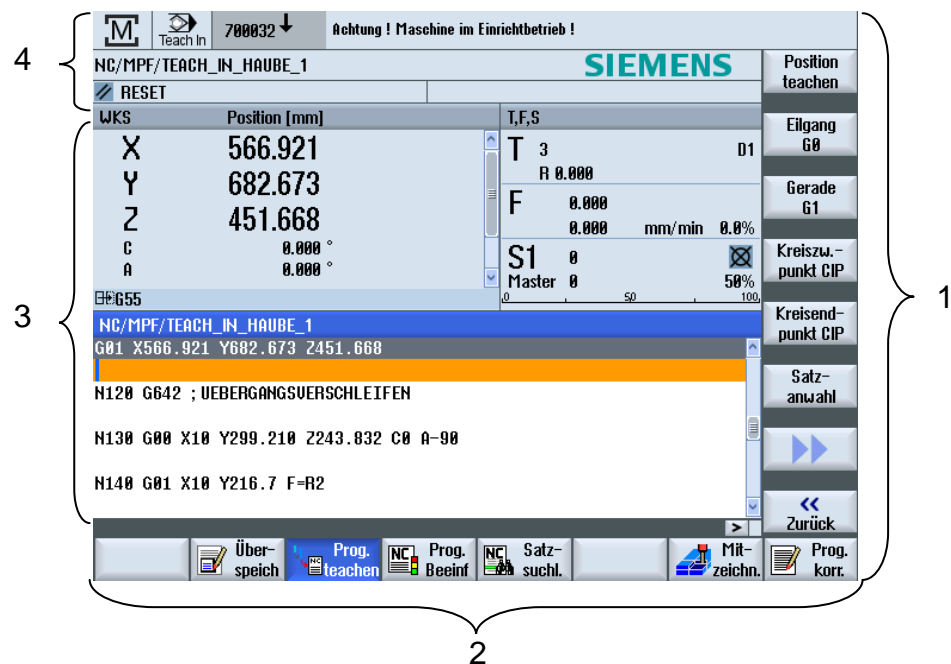 M
Teach In
700032
Achtung ! Maschine im Einrichtbetrieb !
NC/MPF/TEACH_IN_HAUBE_1
SIEMENS
RESET
WKS Position [mm]
X 566.921
Y 682.673
Z 451.668
C 0.000 °
A 0.000 °
G55
T,F,S
T 3 D1
R 0.000
F 0.000
0.000 mm/min 0.0%
S1 0
Master 0 50%
0 50 100
NC/MPF/TEACH_IN_HAUBE_1
G01 X566.921 Y682.673 Z451.668
N120 G642 ;UEBERGANGSVERSCHLEIFEN
N130 G00 X10 Y299.210 Z243.832 C0 A-90
N140 G01 X10 Y216.7 F=R2
>
Position
teachen
Eilgang
G0
Gerade
G1
Kreiszw.-
punkt CIP
Kreisend-
punkt CIP
Satz-
anwahl
«
Zurück
Über-
speich
NC
Prog.
teachen
NC
Prog.
Beeinf
NC
Satz-
suchl.
Mit-
zeichn.
Prog.
korr.
4
3
1
2